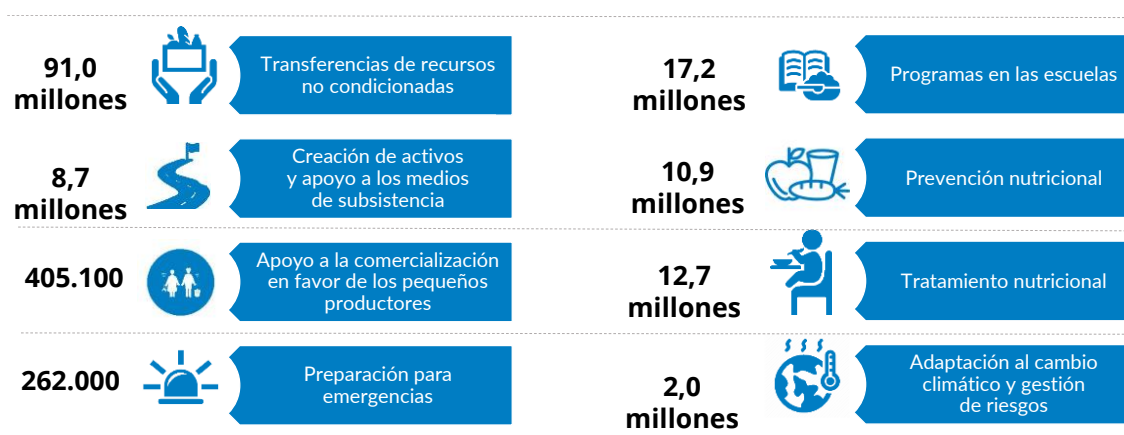 91,0
millones
Transferencias de recursos
no condicionadas
17,2
millones
Programas en las escuelas
8,7
millones
Creación de activos
y apoyo a los medios
de subsistencia
10,9
millones
Prevención nutricional
405.100
Apoyo a la comercialización
en favor de los pequeños
productores
12,7
millones
Tratamiento nutricional
262.000
Preparación para
emergencias
2,0
millones
Adaptación al cambio
climático y gestión
de riesgos